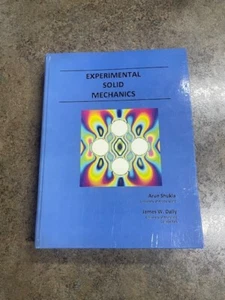 EXPERIMENTAL
SOLID
MECHANICS
Arun Shukla
James W. Dally